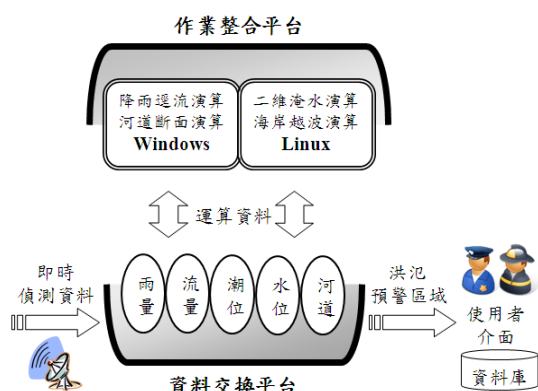 作業整合平台
降雨逕流演算
河道斷面演算
Windows
二維淹水演算
海岸越波演算
Linux
運算資料
即時
偵測資料
雨量
流量
潮位
水位
河道
洪氾
預警區域
使用者
介面
資料庫
資料交換平台